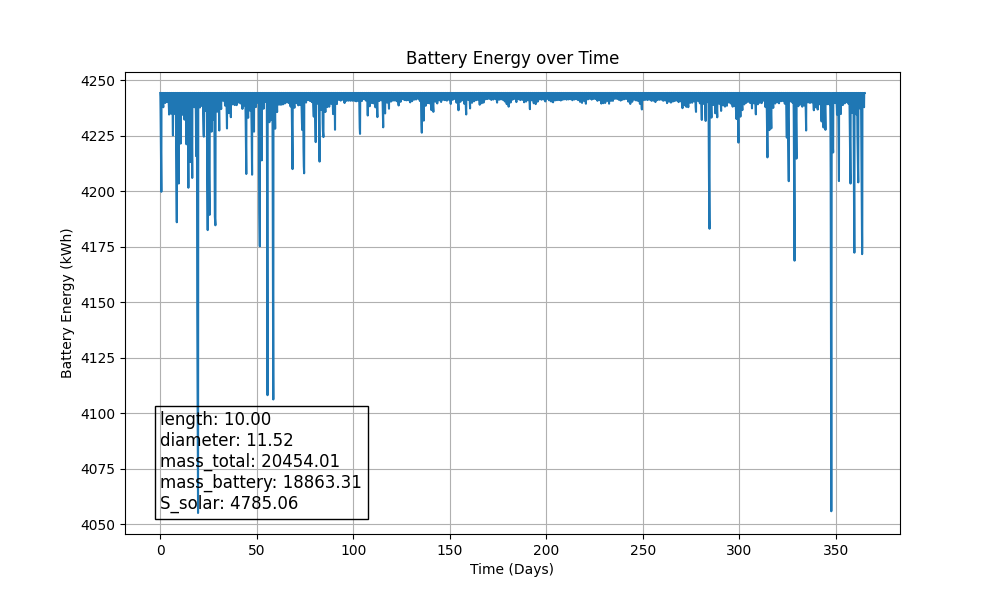 Battery Energy over Time
Battery Energy (kWh)
4250
4225
4200
4175
4150
4125
4100
4075
4050
length: 10.00
diameter: 11.52
mass_total: 20454.01
mass_battery: 18863.31
S_solar: 4785.06
0 50 100 150 200 250 300 350
Time (Days)